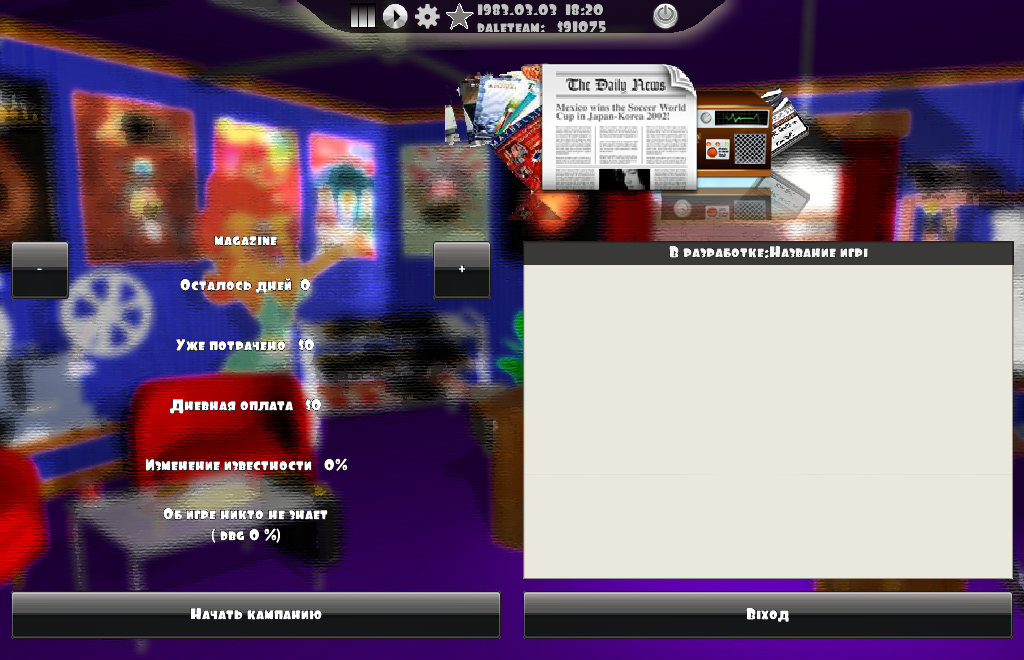 1983.03.03 18:20
DALETEAM: $91075
The Daily News
Mexico wins the Soccer World
Cup in Japan-Korea 2002!
MAGAZINE
-
+
Осталось дней 0
Уже потрачено $0
Дневная оплата $0
Изменение известности 0%
Об игре никто не знает
( DBG 0 %)
В разработке;Название игрі
Начать кампанию
Віход